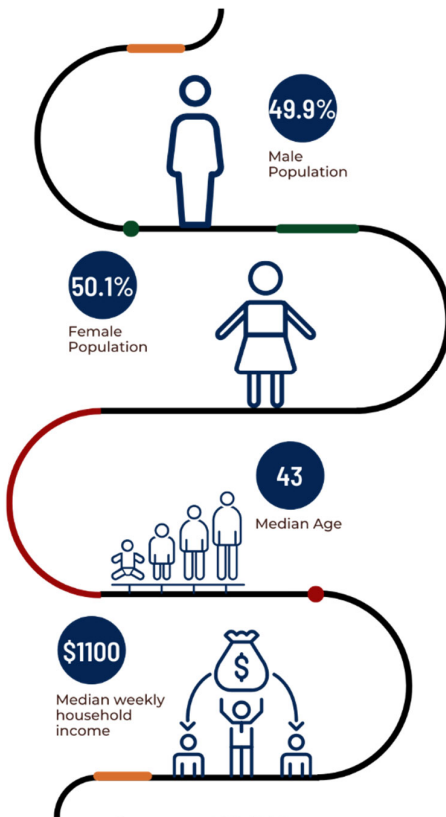 49.9%
Male
Population
50.1%
Female
Population
43
Median Age
$1100
Median weekly
household
income
$